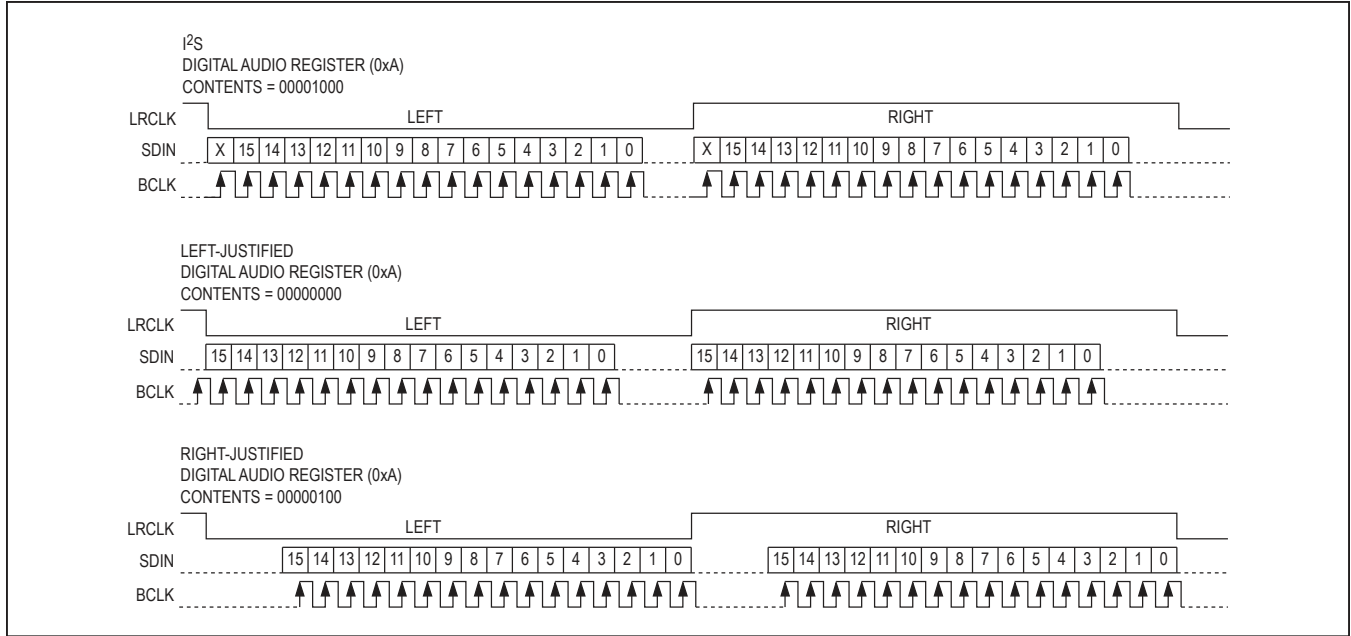 I2S
DIGITAL AUDIO REGISTER (0xA)
CONTENTS = 00001000
LRCLK LEFT RIGHT
SDIN X 15 14 13 12 11 10 9 8 7 6 5 4 3 2 1 0 X 15 14 13 12 11 10 9 8 7 6 5 4 3 2 1 0
BCLK
LEFT-JUSTIFIED
DIGITAL AUDIO REGISTER (0xA)
CONTENTS = 00000000
LRCLK LEFT RIGHT
SDIN 15 14 13 12 11 10 9 8 7 6 5 4 3 2 1 0 15 14 13 12 11 10 9 8 7 6 5 4 3 2 1 0
BCLK
RIGHT-JUSTIFIED
DIGITAL AUDIO REGISTER (0xA)
CONTENTS = 00000100
LRCLK LEFT RIGHT
SDIN 15 14 13 12 11 10 9 8 7 6 5 4 3 2 1 0 15 14 13 12 11 10 9 8 7 6 5 4 3 2 1 0
BCLK